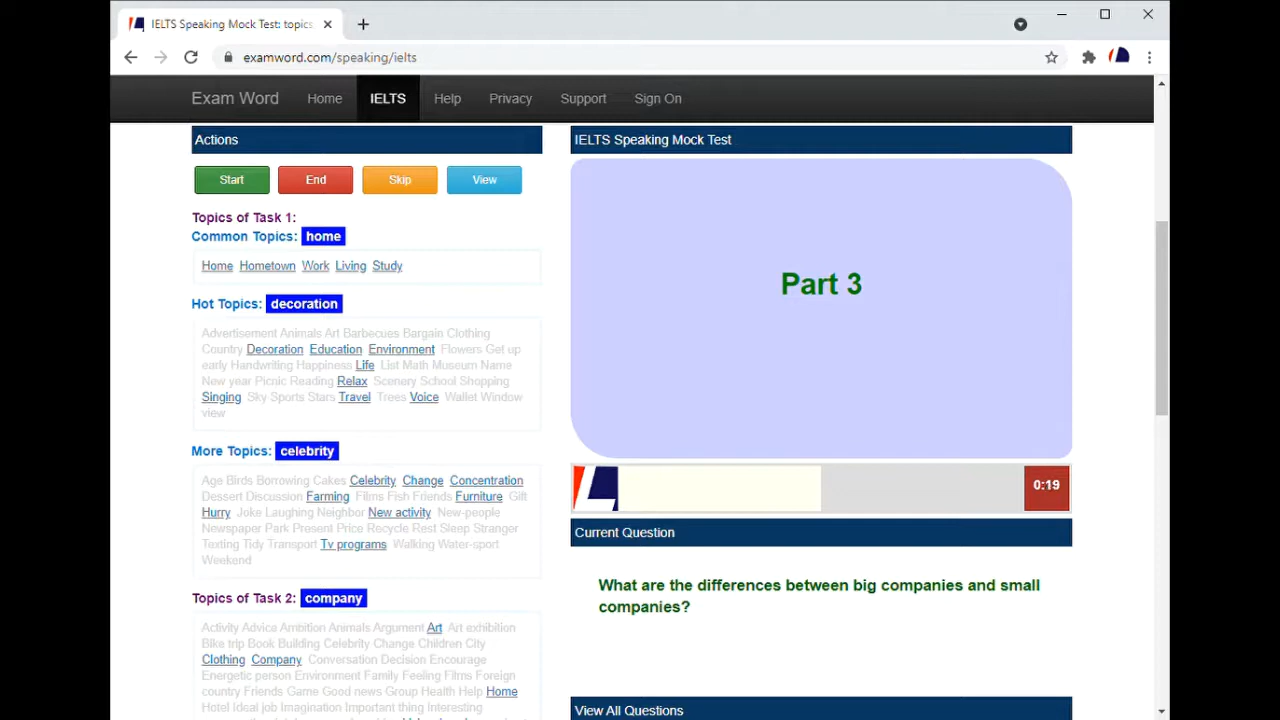 IELTS Speaking Mock Test: topics
examword.com/speaking/ielts
Exam Word Home IELTS Help Privacy Support Sign On
Actions
Start End Skip View
Topics of Task 1:
Common Topics: home
Home Hometown Work Living Study
Hot Topics: decoration
Advertisement Animals Art Barbecues Bargain Clothing
Country Decoration Education Environment Flowers Get up
early Handwriting Happiness Life List Math Museum Name
New year Picnic Reading Relax Scenery School Shopping
Singing Sky Sports Stars Travel Trees Voice Wallet Window
view
More Topics: celebrity
Age Birds Borrowing Cakes Celebrity Change Concentration
Dessert Discussion Farming Films Fish Friends Furniture Gift
Hurry Joke Laughing Neighbor New activity New-people
Newspaper Park Present Price Recycle Rest Sleep Stranger
Texting Tidy Transport Tv programs Walking Water-sport
Weekend
Topics of Task 2: company
Activity Advice Ambition Animals Argument Art Art exhibition
Bike trip Book Building Celebrity Change Children City
Clothing Company Conversation Decision Encourage
Energetic person Environment Family Feeling Films Foreign
country Friends Game Good news Group Health Help Home
Hotel Ideal job Imagination Important thing Interesting
IELTS Speaking Mock Test
Part 3
0:19
Current Question
What are the differences between big companies and small
companies?
View All Questions